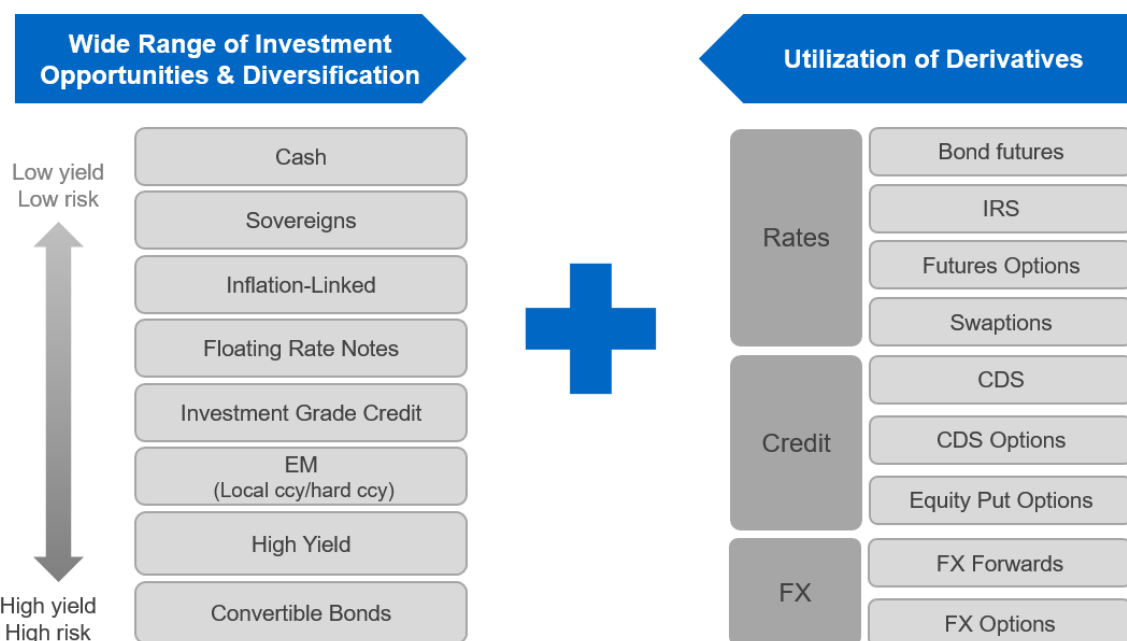 Wide Range of Investment
Opportunities & Diversification
Utilization of Derivatives
Low yield
Low risk
High yield
High risk
Cash
Sovereigns
Inflation-Linked
Floating Rate Notes
Investment Grade Credit
EM
(Local ccy/hard ccy)
High Yield
Convertible Bonds
Rates
Bond futures
IRS
Futures Options
Swaptions
Credit
CDS
CDS Options
Equity Put Options
FX
FX Forwards
FX Options